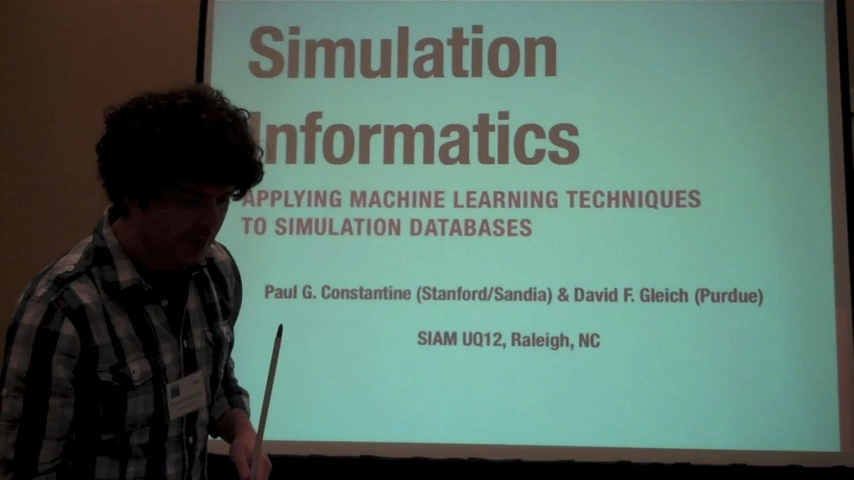 Simulation
Informatics
APPLYING MACHINE LEARNING TECHNIQUES
TO SIMULATION DATABASES
Paul G. Constantine (Stanford/Sandia) & David F. Gleich (Purdue)
SIAM UQ12, Raleigh, NC